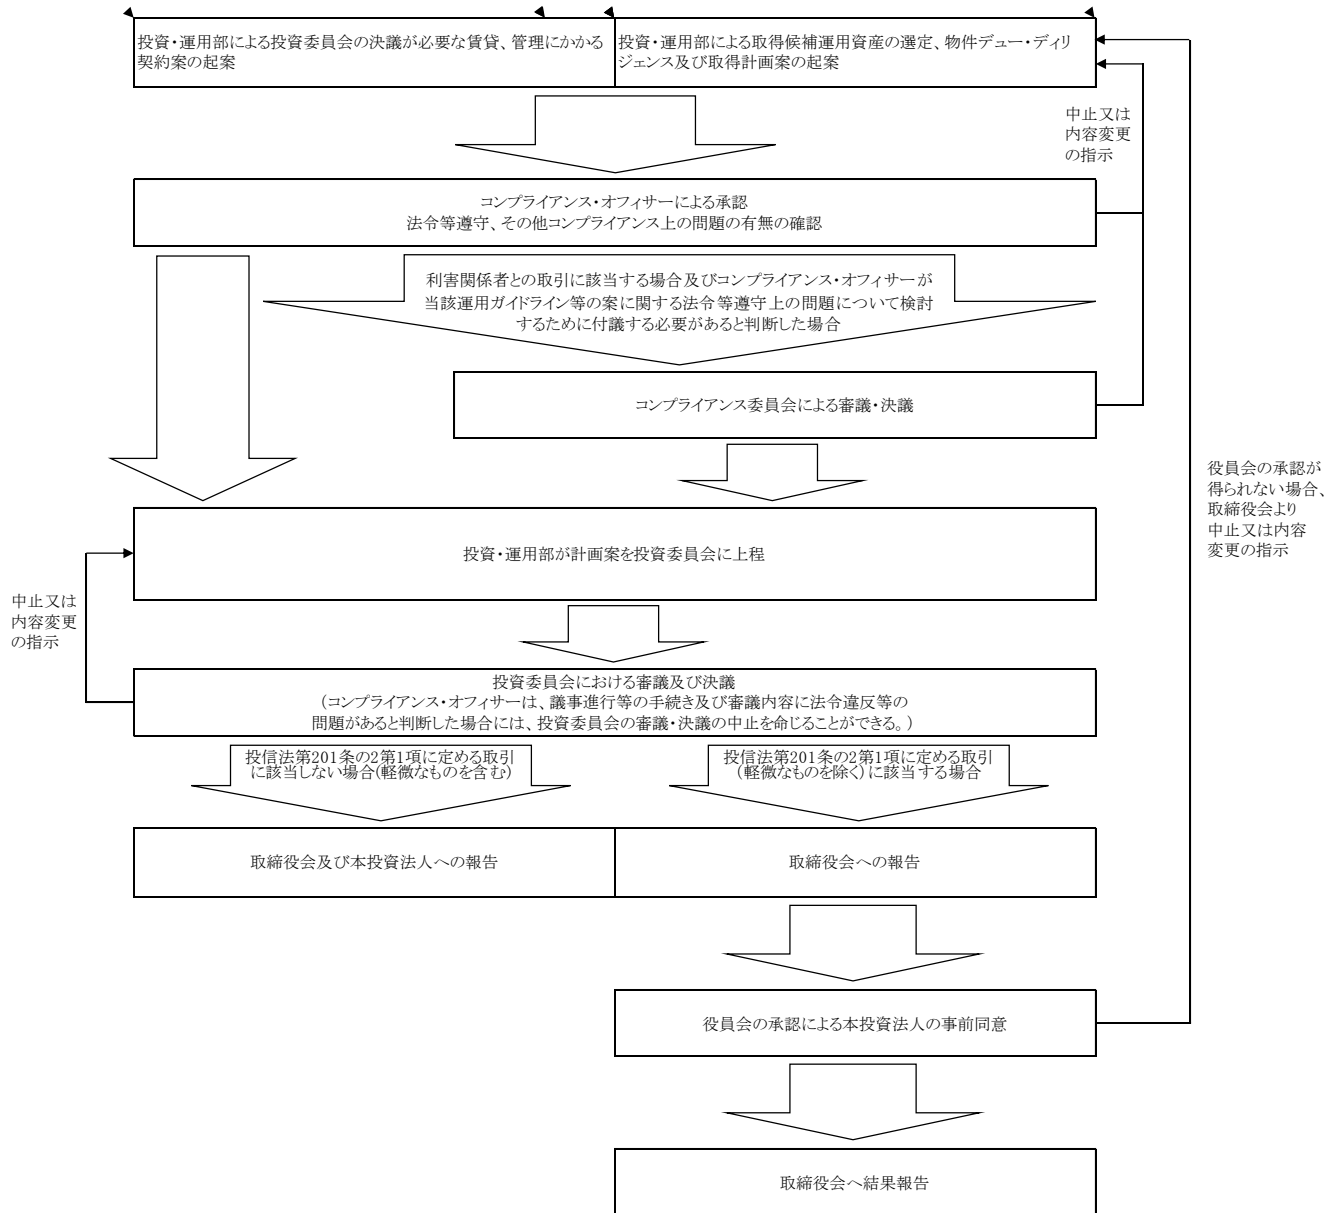 投資・運用部による投資委員会の決議が必要な賃貸、管理にかかる
契約案の起案
投資・運用部による取得候補運用資産の選定、物件デュー・ディリ
ジェンス及び取得計画案の起案
中止又は
内容変更
の指示
コンプライアンス・オフィサーによる承認
法令等遵守、その他コンプライアンス上の問題の有無の確認
利害関係者との取引に該当する場合及びコンプライアンス・オフィサーが
当該運用ガイドライン等の案に関する法令等遵守上の問題について検討
するために付議する必要があると判断した場合
コンプライアンス委員会による審議・決議
役員会の承認が
得られない場合、
取締役会より
中止又は内容
変更の指示
投資・運用部が計画案を投資委員会に上程
中止又は
内容変更
の指示
投資委員会における審議及び決議
(コンプライアンス・オフィサーは、議事進行等の手続き及び審議内容に法令違反等の
問題があると判断した場合には、投資委員会の審議・決議の中止を命じることができる。)
投信法第201条の2第1項に定める取引
に該当しない場合(軽微なものを含む)
投信法第201条の2第1項に定める取引
(軽微なものを除く)に該当する場合
取締役会及び本投資法人への報告
取締役会への報告
役員会の承認による本投資法人の事前同意
取締役会へ結果報告